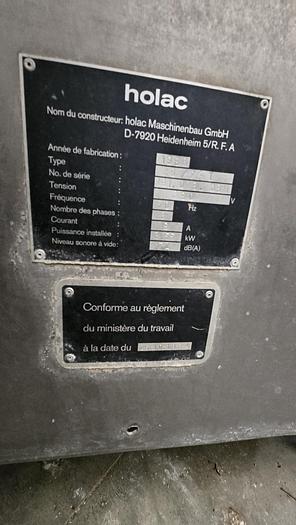 holac
Nom du constructeur: holac Maschinenbau GmbH
D-7920 Heidenheim 5/R. F. A
Année de fabrication:
Type
No. de série
Tension
V
Fréquence
Hz
Nombre des phases:
Courant
A
Puissance installée:
kW
Niveau sonore à vide:
dB(A)
Conforme au règlement
du ministère du travail
à la date du